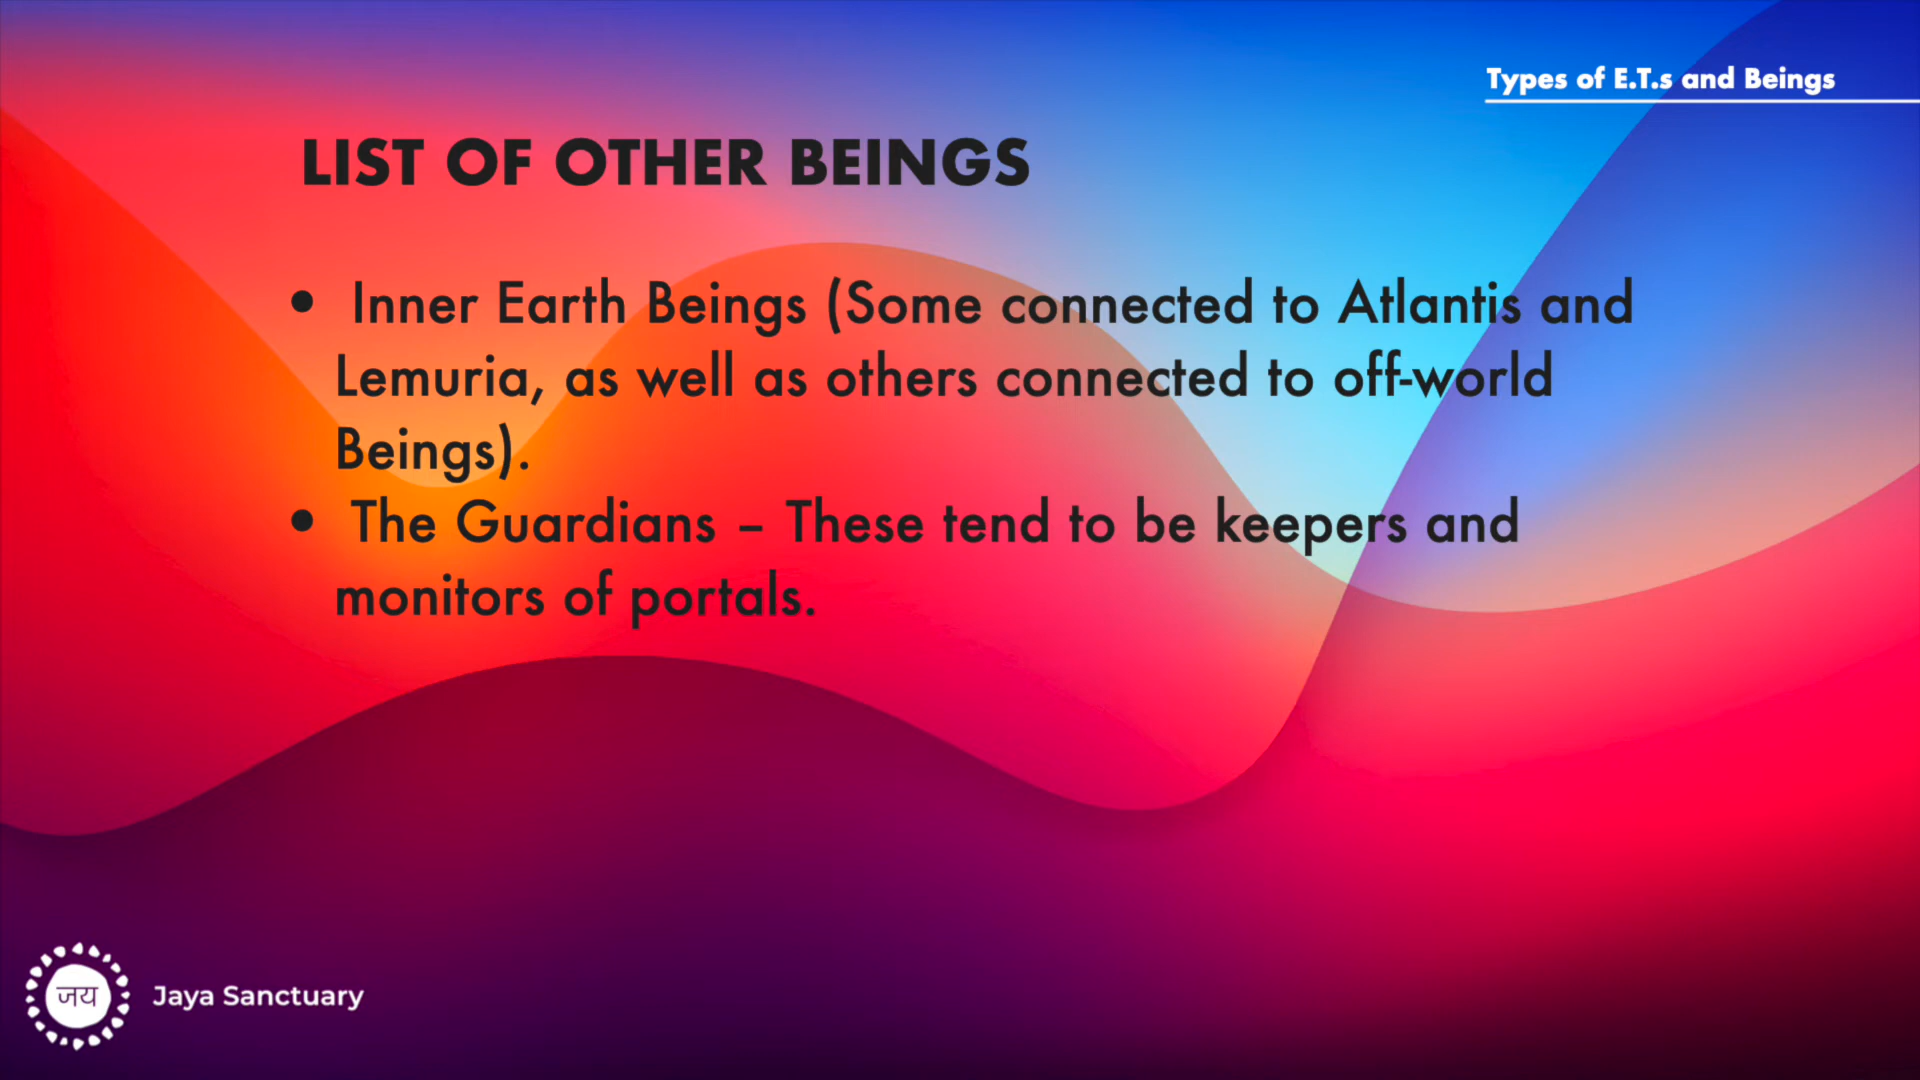 Types of E.T.s and Beings
LIST OF OTHER BEINGS
• Inner Earth Beings (Some connected to Atlantis and
Lemuria, as well as others connected to off-world
Beings).
• The Guardians – These tend to be keepers and
monitors of portals.
जय
Jaya Sanctuary